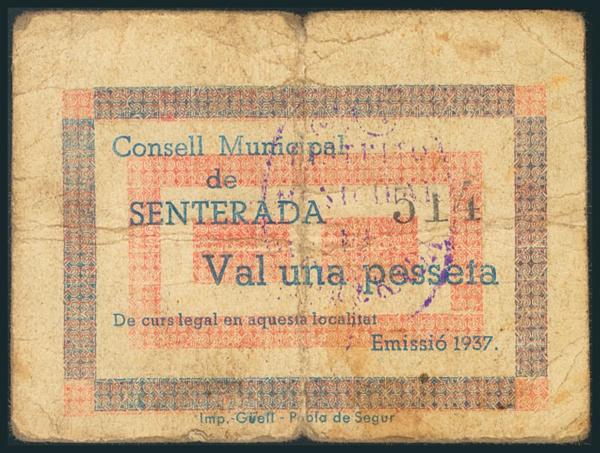 Consell Municipal
de
SENTERADA 514
Val una pesseta
De curs legal en aquesta localitat
Emissió 1937.
Imp.-Güell - Pobla de Segur